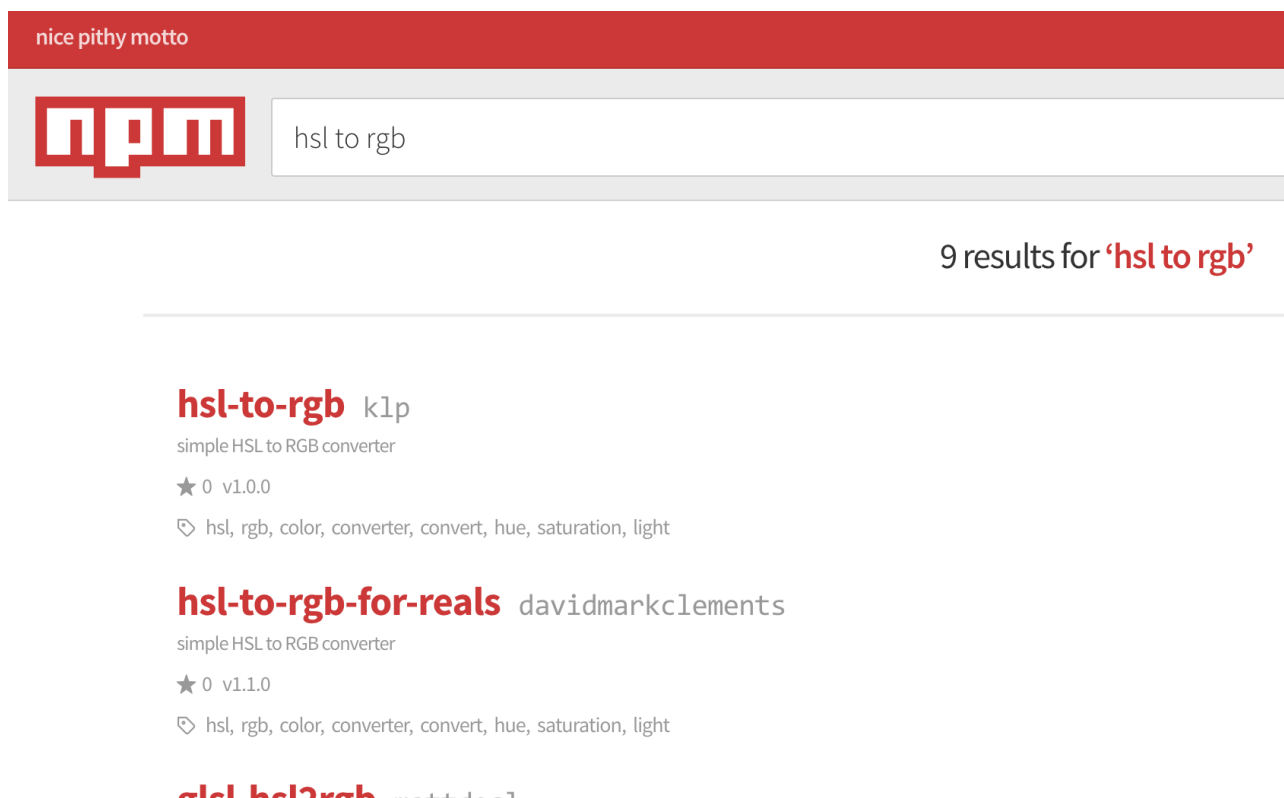 nice pithy motto
npm
hsl to rgb
9 results for ‘hsl to rgb’
hsl-to-rgb klp
simple HSL to RGB converter
0 v1.0.0
hsl, rgb, color, converter, convert, hue, saturation, light
hsl-to-rgb-for-reals davidmarkclements
simple HSL to RGB converter
0 v1.1.0
hsl, rgb, color, converter, convert, hue, saturation, light
glsl-hsl2rgb